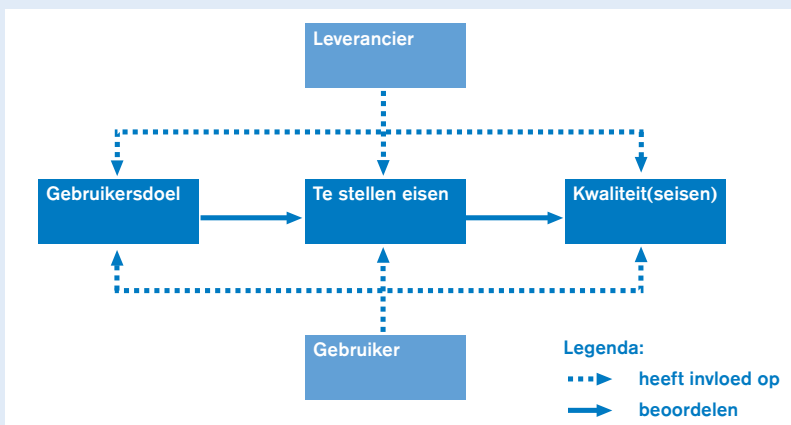 Leverancier
Gebruikersdoel
Te stellen eisen
Kwaliteit(seisen)
Gebruiker
Legenda:
heeft invloed op
beoordelen